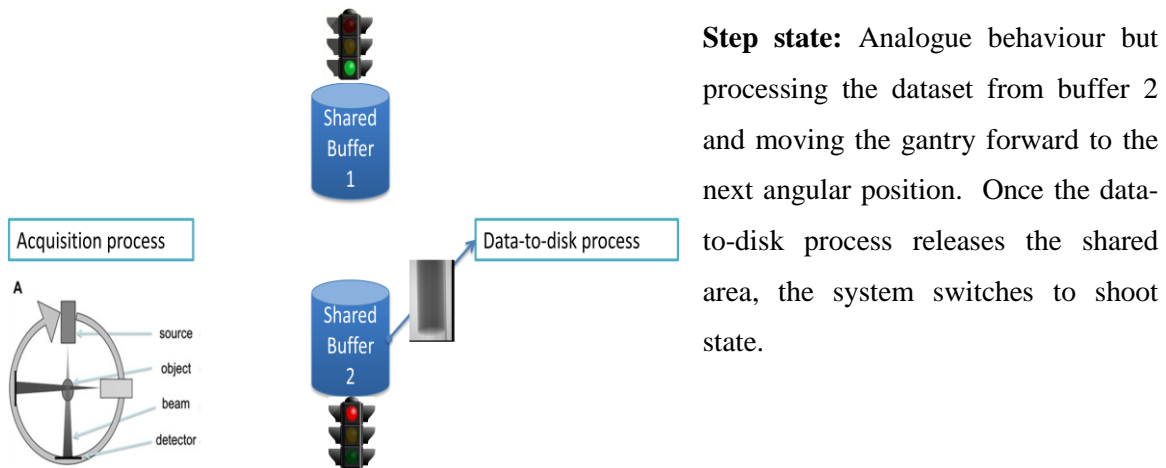 Shared
Buffer
1
Acquisition process
Data-to-disk process
A
source
object
beam
detector
Shared
Buffer
2
Step state: Analogue behaviour but
processing the dataset from buffer 2
and moving the gantry forward to the
next angular position. Once the data-
to-disk process releases the shared
area, the system switches to shoot
state.